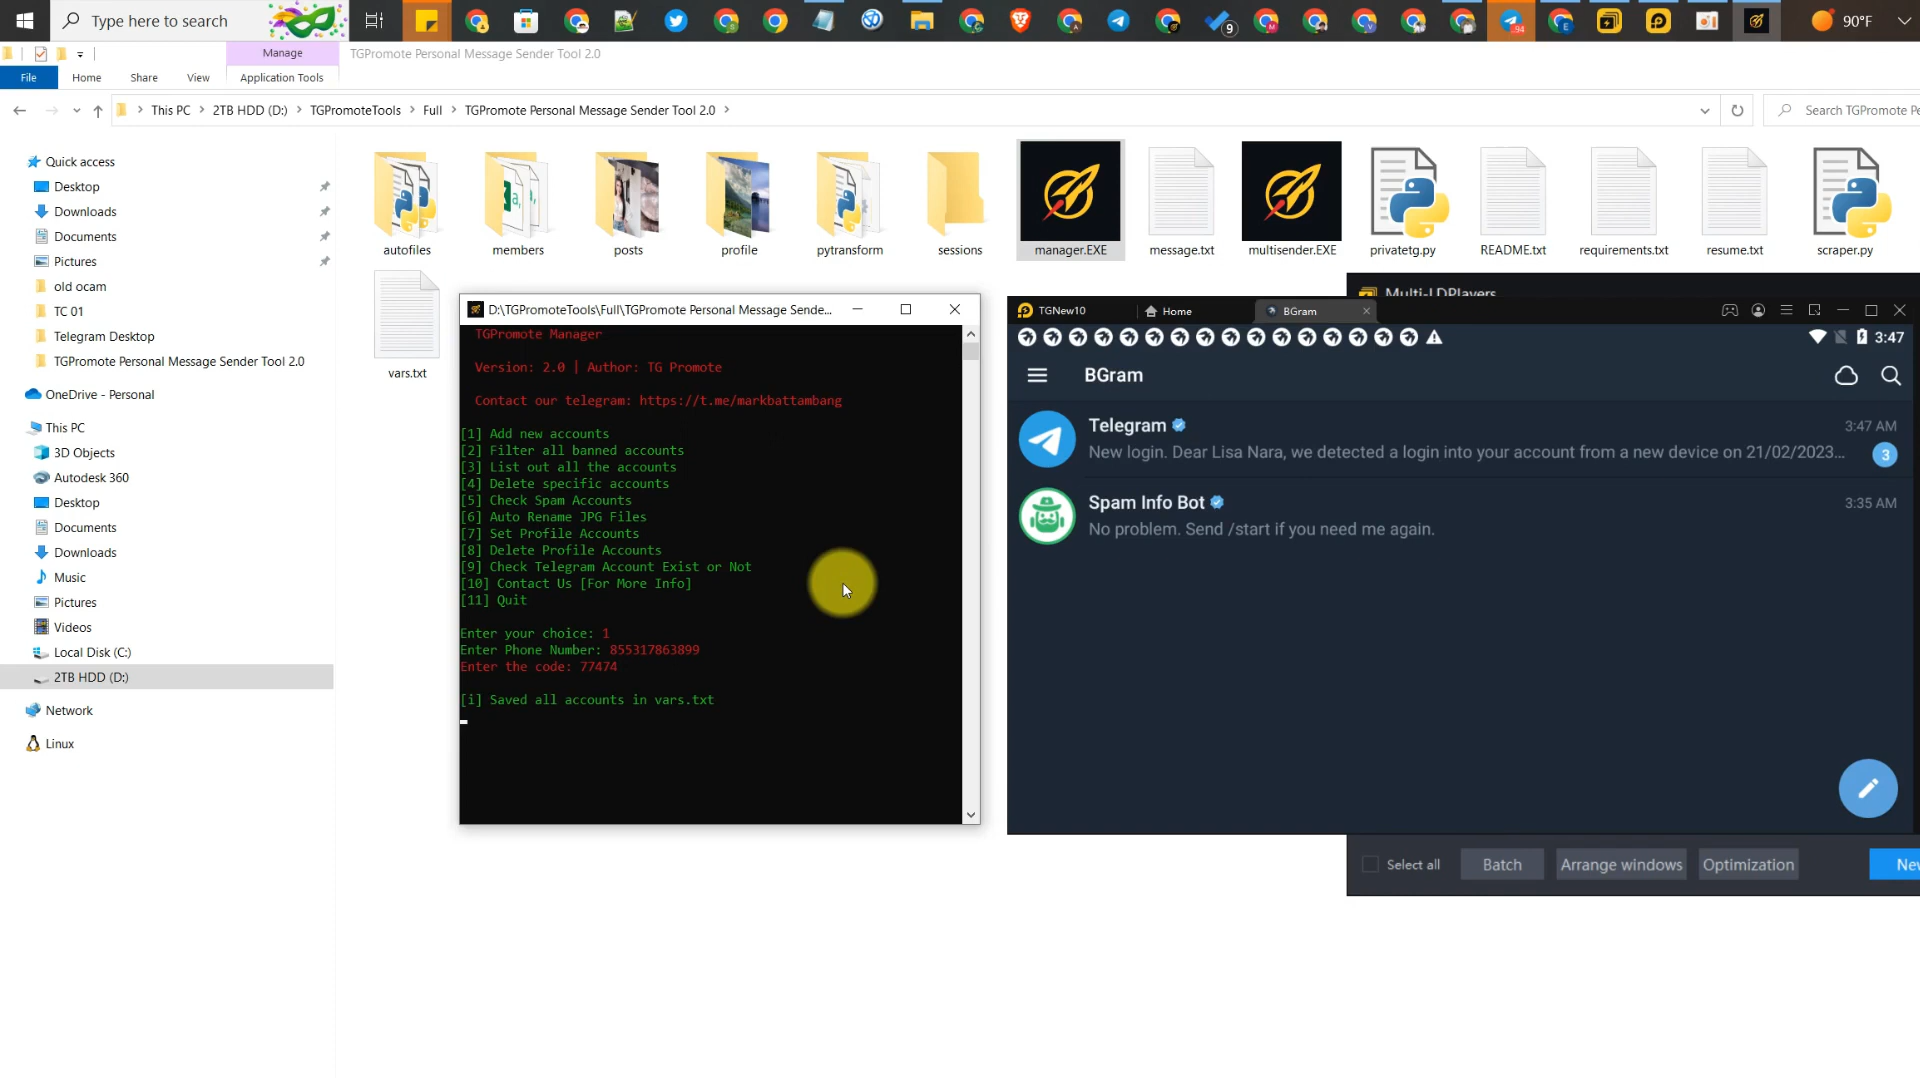 Type here to search
9
94
90°F
Manage
TGPromote Personal Message Sender Tool 2.0
File
Home
Share
View
Application Tools
This PC
2TB HDD (D:)
TGPromoteTools
Full
TGPromote Personal Message Sender Tool 2.0
Search TGPromote Pe
Quick access
Desktop
Downloads
Documents
Pictures
old ocam
TC 01
Telegram Desktop
TGPromote Personal Message Sender Tool 2.0
OneDrive - Personal
This PC
3D Objects
Autodesk 360
Desktop
Documents
Downloads
Music
Pictures
Videos
Local Disk (C:)
2TB HDD (D:)
Network
Linux
autofiles
members
posts
profile
pytransform
sessions
manager.EXE
message.txt
multisender.EXE
privatetg.py
README.txt
requirements.txt
resume.txt
scraper.py
vars.txt
D:\TGPromoteTools\Full\TGPromote Personal Message Sende...
TGPromote Manager
Version: 2.0 | Author: TG Promote
Contact our telegram: https://t.me/markbattambang
[1] Add new accounts
[2] Filter all banned accounts
[3] List out all the accounts
[4] Delete specific accounts
[5] Check Spam Accounts
[6] Auto Rename JPG Files
[7] Set Profile Accounts
[8] Delete Profile Accounts
[9] Check Telegram Account Exist or Not
[10] Contact Us [For More Info]
[11] Quit
Enter your choice: 1
Enter Phone Number: 855317863899
Enter the code: 77474
[i] Saved all accounts in vars.txt
Multi-LDPlayers
TGNew10
Home
BGram
3:47
BGram
Telegram
3:47 AM
New login. Dear Lisa Nara, we detected a login into your account from a new device on 21/02/2023...
3
Spam Info Bot
3:35 AM
No problem. Send /start if you need me again.
Select all
Batch
Arrange windows
Optimization
New